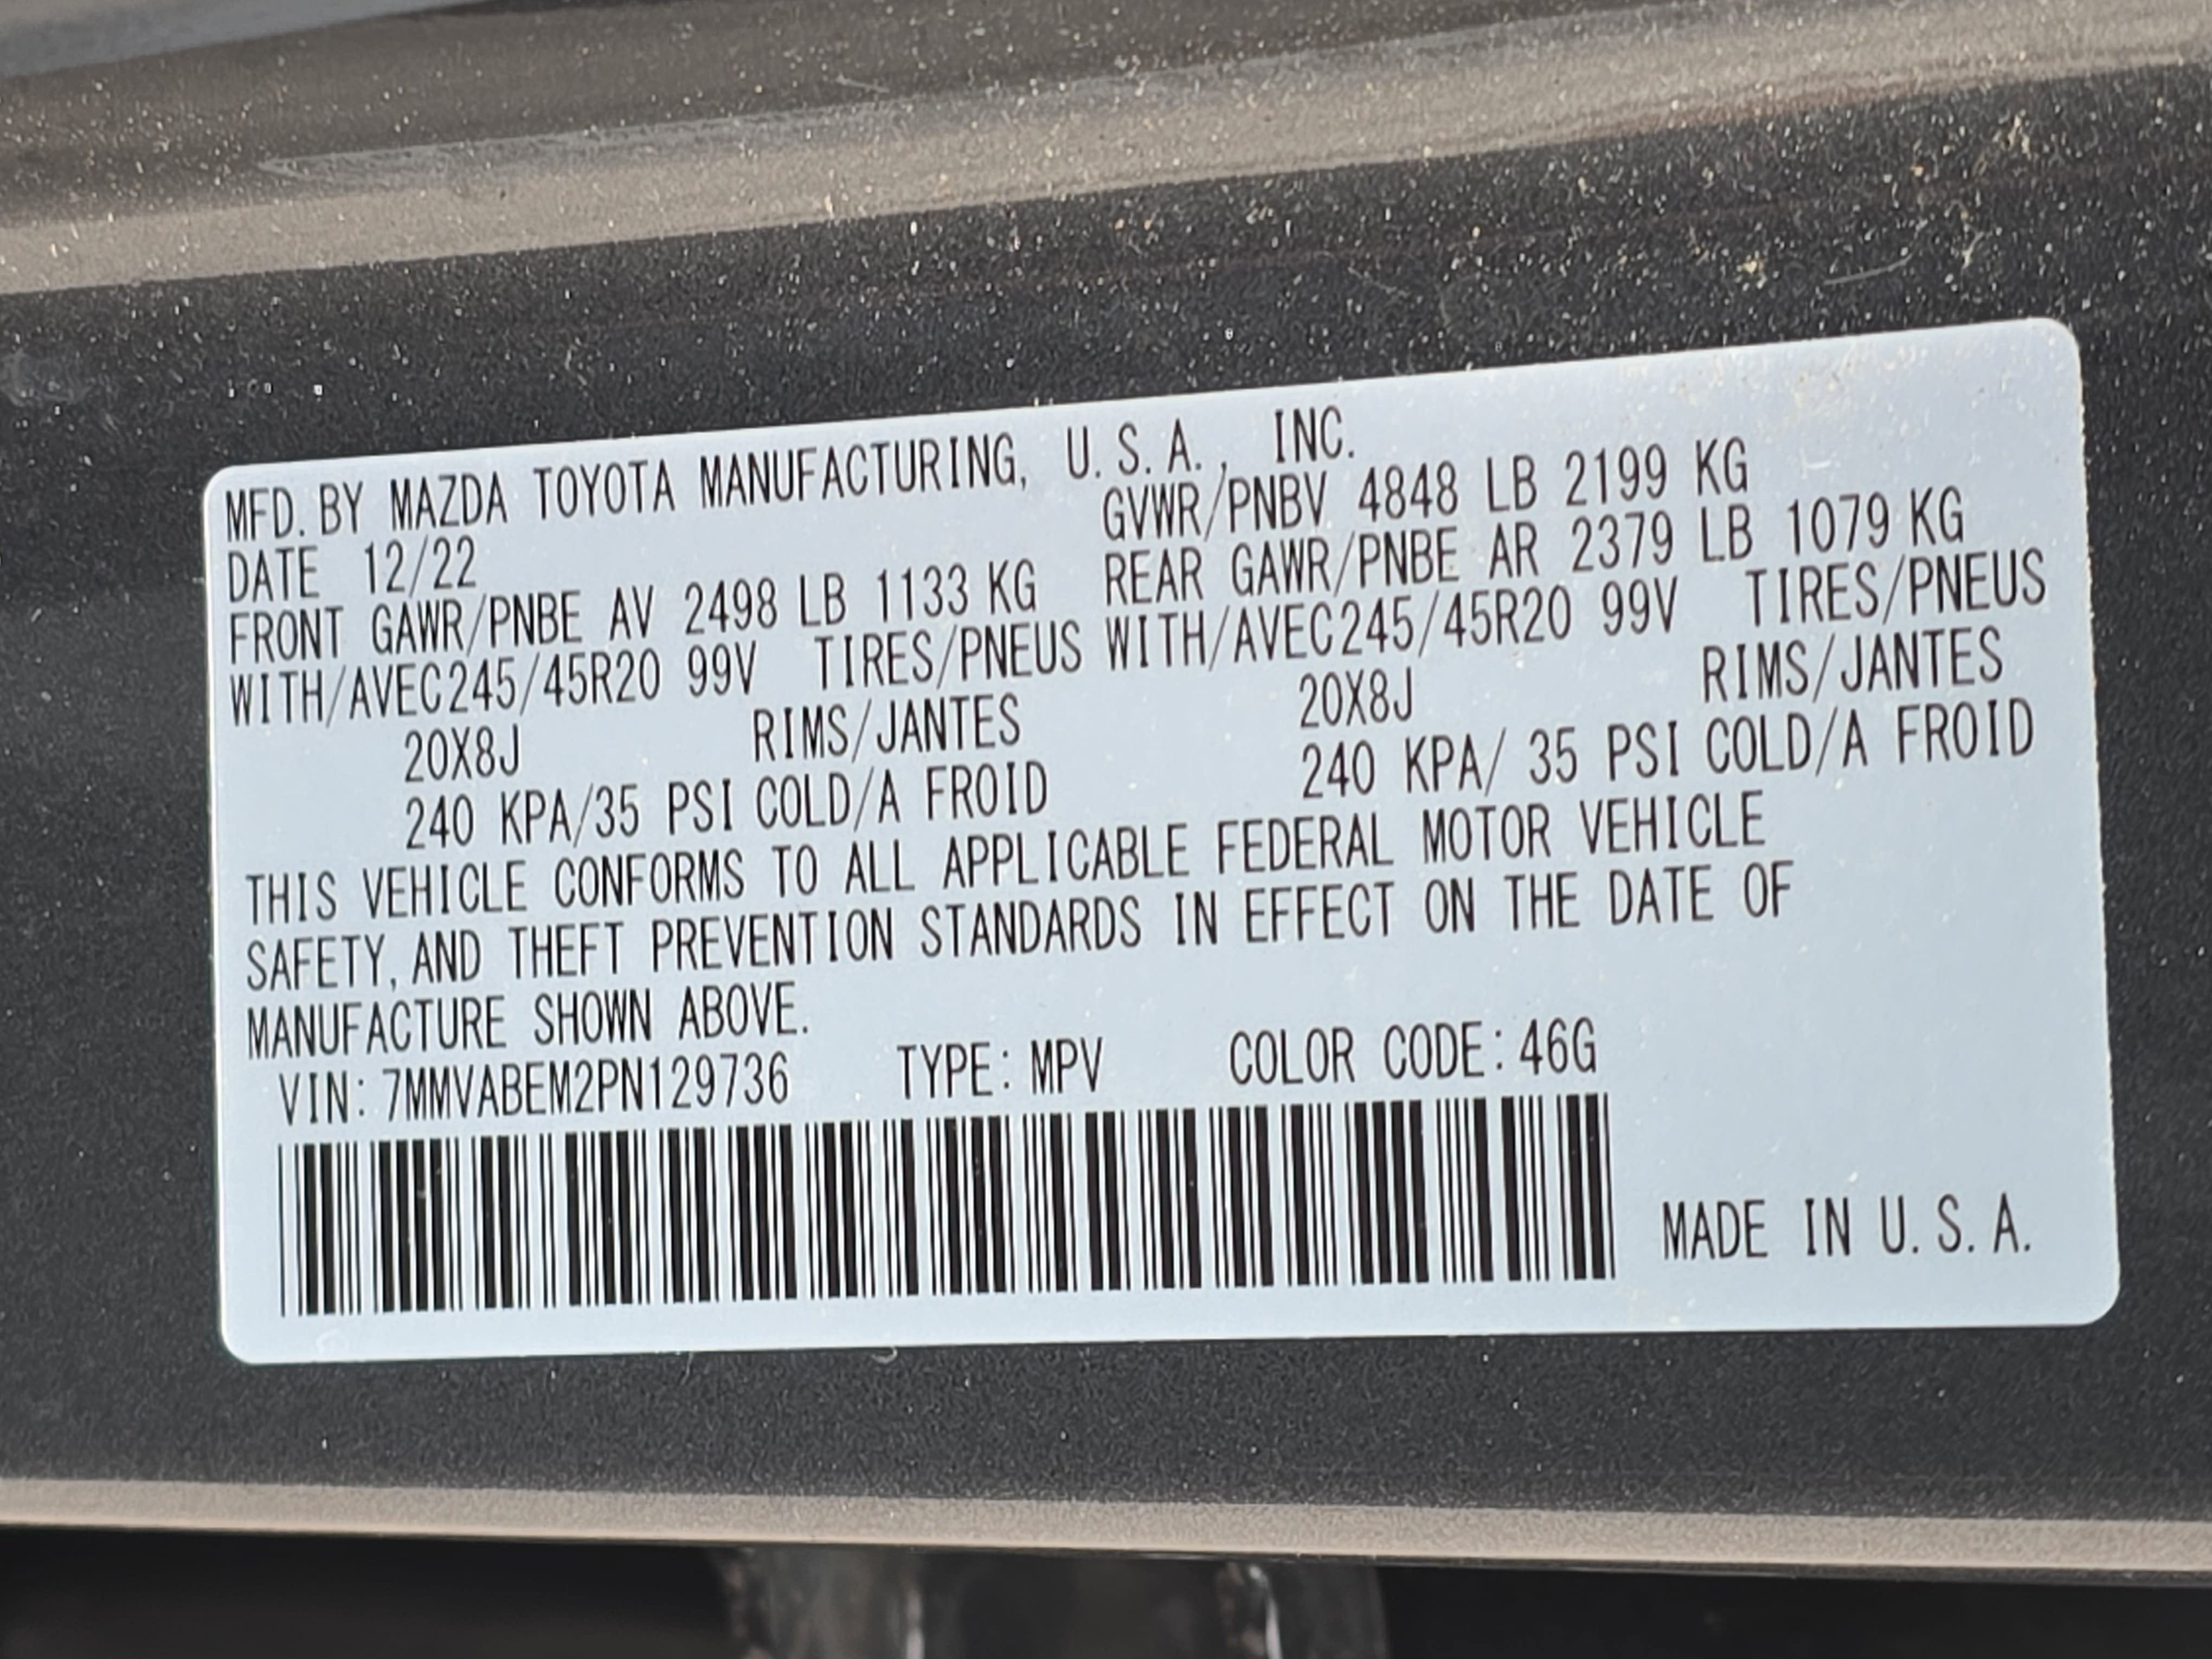 MFD. BY MAZDA TOYOTA MANUFACTURING, U. S. A., INC.
DATE 12/22 GVWR/PNBV 4848 LB 2199 KG
FRONT GAWR/PNBE AV 2498 LB 1133 KG REAR GAWR/PNBE AR 2379 LB 1079 KG
WITH/AVEC245/45R20 99V TIRES/PNEUS WITH/AVEC245/45R20 99V TIRES/PNEUS
20X8J RIMS/JANTES 20X8J RIMS/JANTES
240 KPA/35 PSI COLD/A FROID 240 KPA/ 35 PSI COLD/A FROID
THIS VEHICLE CONFORMS TO ALL APPLICABLE FEDERAL MOTOR VEHICLE
SAFETY, AND THEFT PREVENTION STANDARDS IN EFFECT ON THE DATE OF
MANUFACTURE SHOWN ABOVE.
VIN: 7MMVABEM2PN129736 TYPE: MPV COLOR CODE: 46G
MADE IN U. S. A.